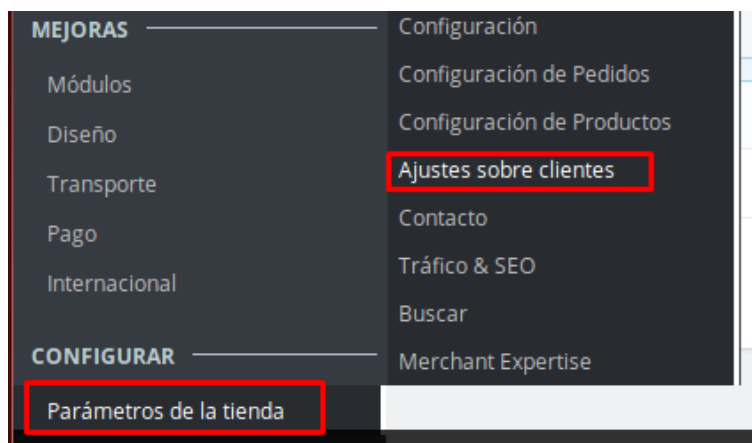 MEJORAS
Módulos
Diseño
Transporte
Pago
Internacional
CONFIGURAR
Parámetros de la tienda
Configuración
Configuración de Pedidos
Configuración de Productos
Ajustes sobre clientes
Contacto
Tráfico & SEO
Buscar
Merchant Expertise